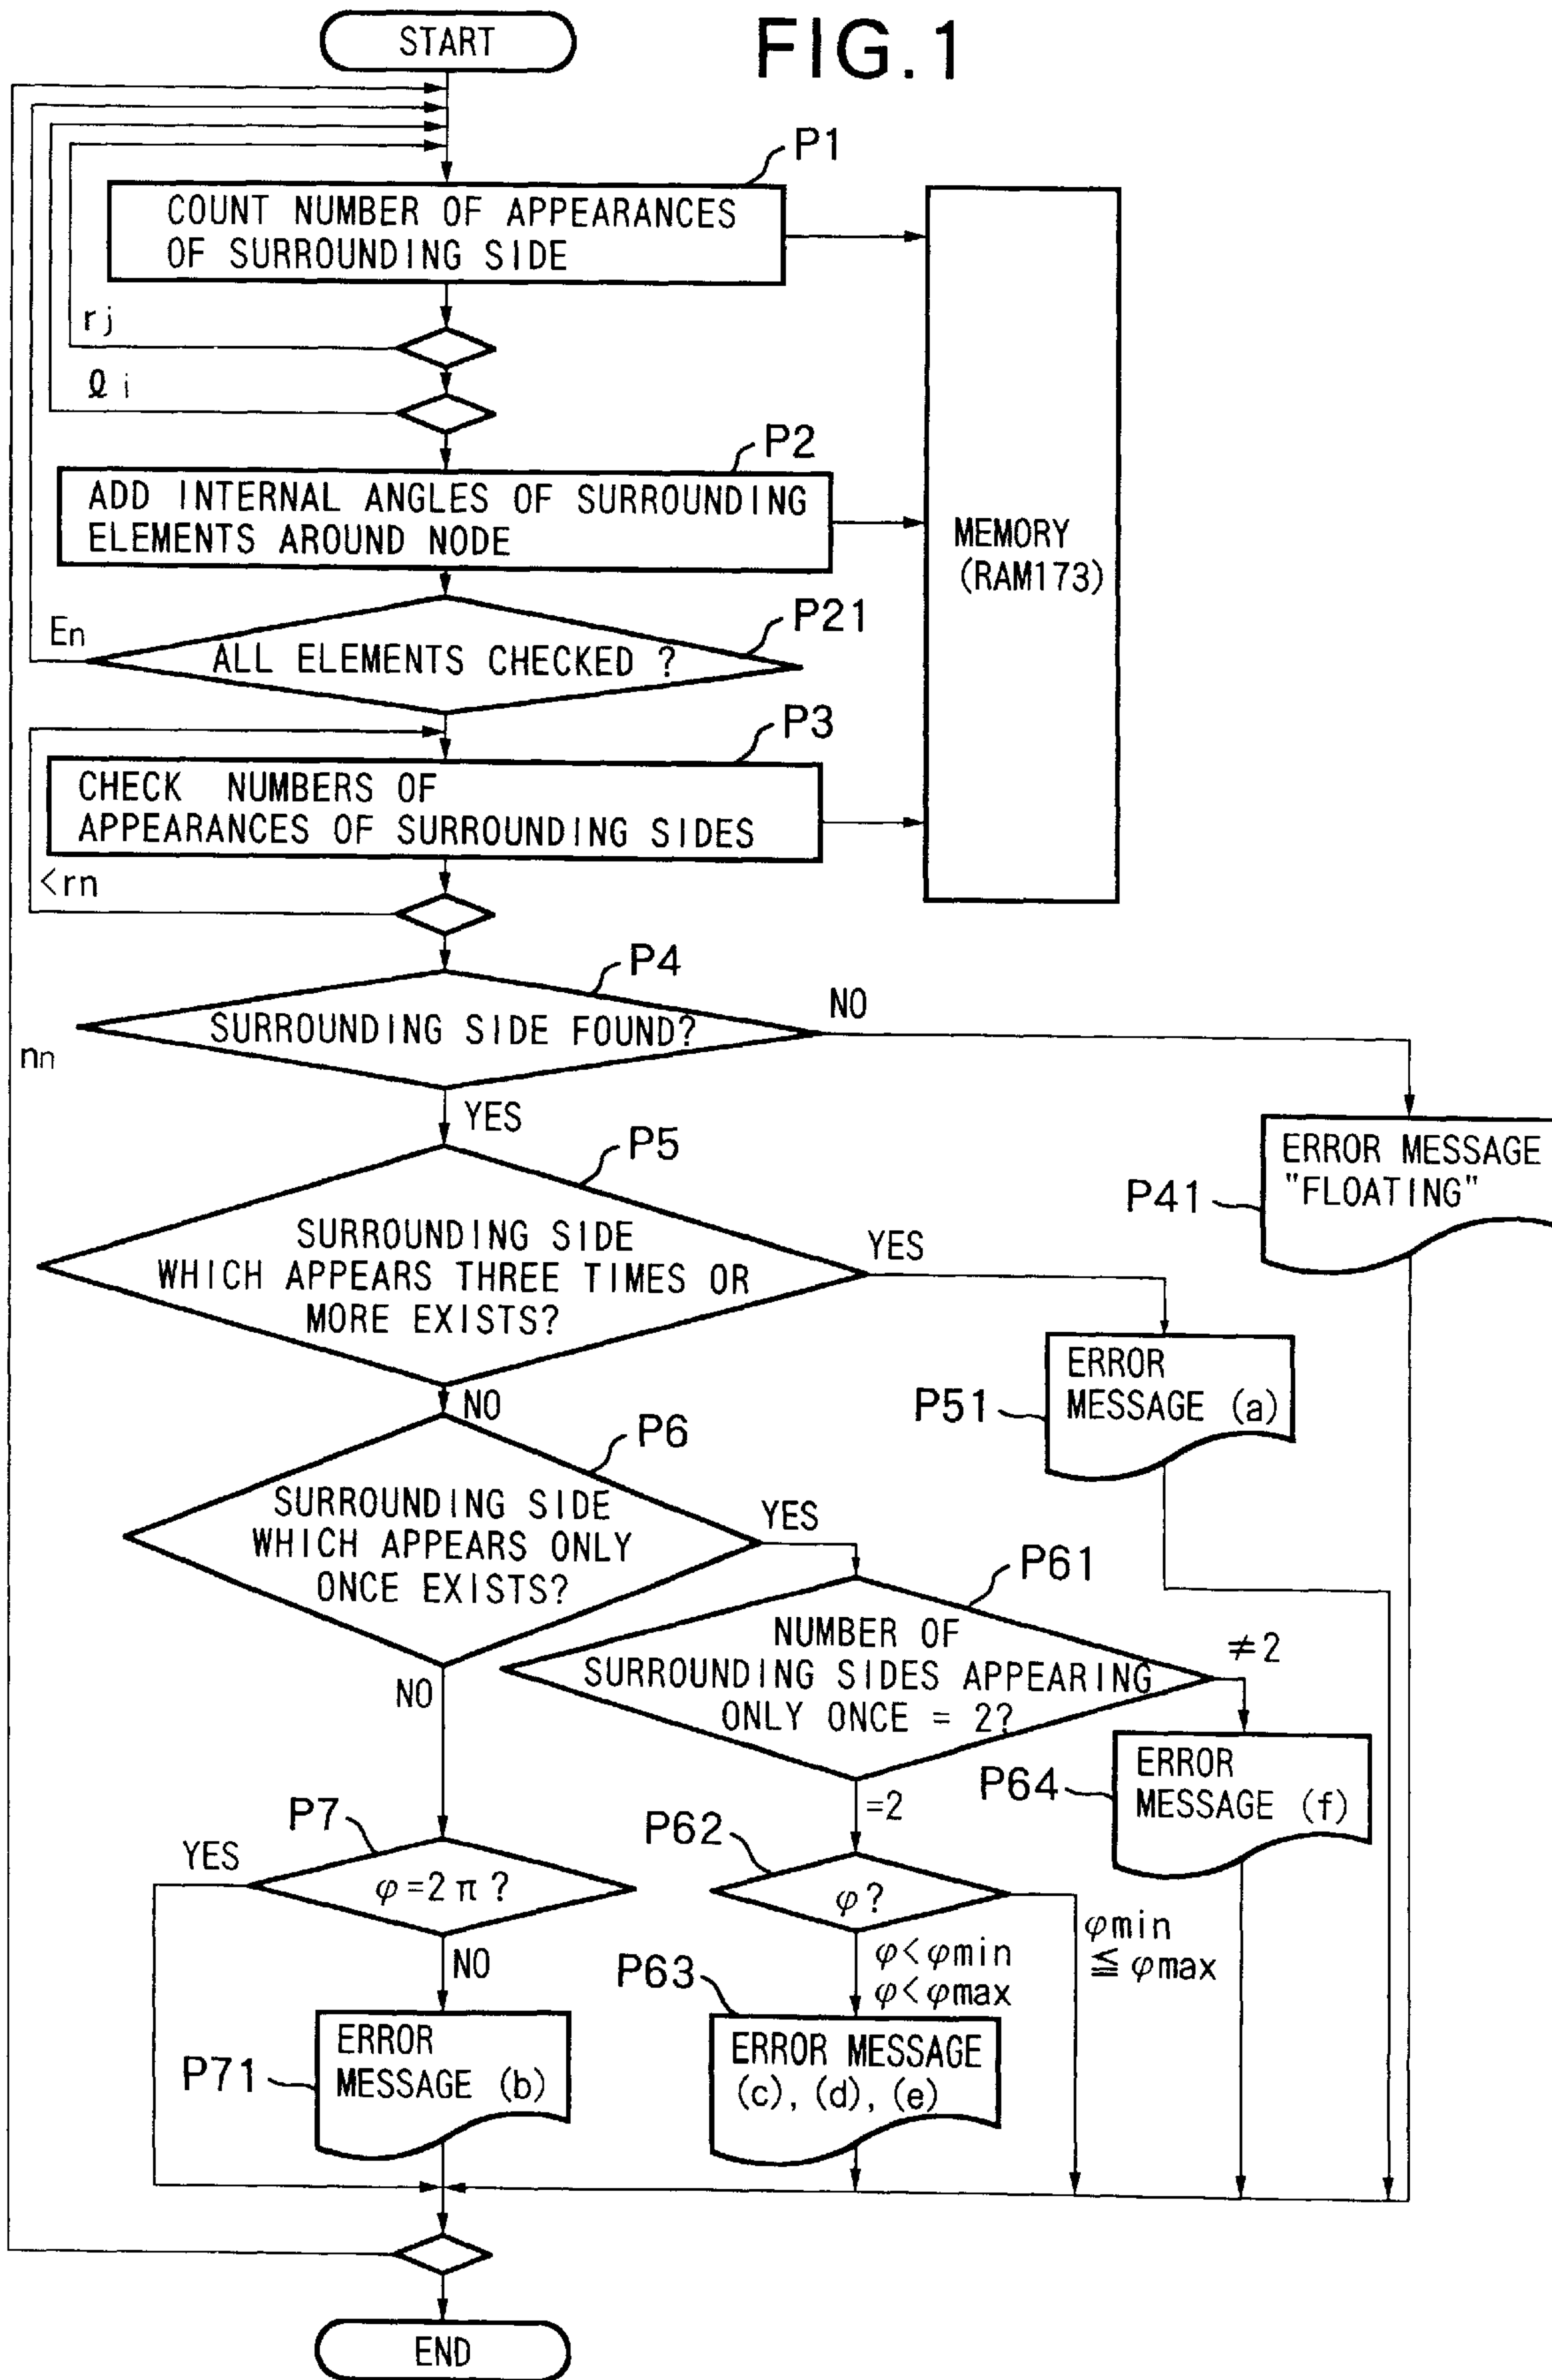 FIG.1
START
P1
COUNT NUMBER OF APPEARANCES
OF SURROUNDING SIDE
rj
ℓi
P2
ADD INTERNAL ANGLES OF SURROUNDING
ELEMENTS AROUND NODE
MEMORY
(RAM173)
En
P21
ALL ELEMENTS CHECKED ?
P3
CHECK NUMBERS OF
APPEARANCES OF SURROUNDING SIDES
<rn
P4
SURROUNDING SIDE FOUND?
NO
nn
YES
P41
ERROR MESSAGE
"FLOATING"
P5
SURROUNDING SIDE
WHICH APPEARS THREE TIMES OR
MORE EXISTS?
YES
P51
ERROR
MESSAGE (a)
NO
P6
SURROUNDING SIDE
WHICH APPEARS ONLY
ONCE EXISTS?
YES
P61
NUMBER OF
SURROUNDING SIDES APPEARING
ONLY ONCE = 2?
≠2
NO
P64
ERROR
MESSAGE (f)
=2
P7
YES
φ=2π?
P62
φ?
φmin
≦φmax
NO
φ<φmin
φ<φmax
P63
ERROR MESSAGE
(c), (d), (e)
P71
ERROR
MESSAGE (b)
END